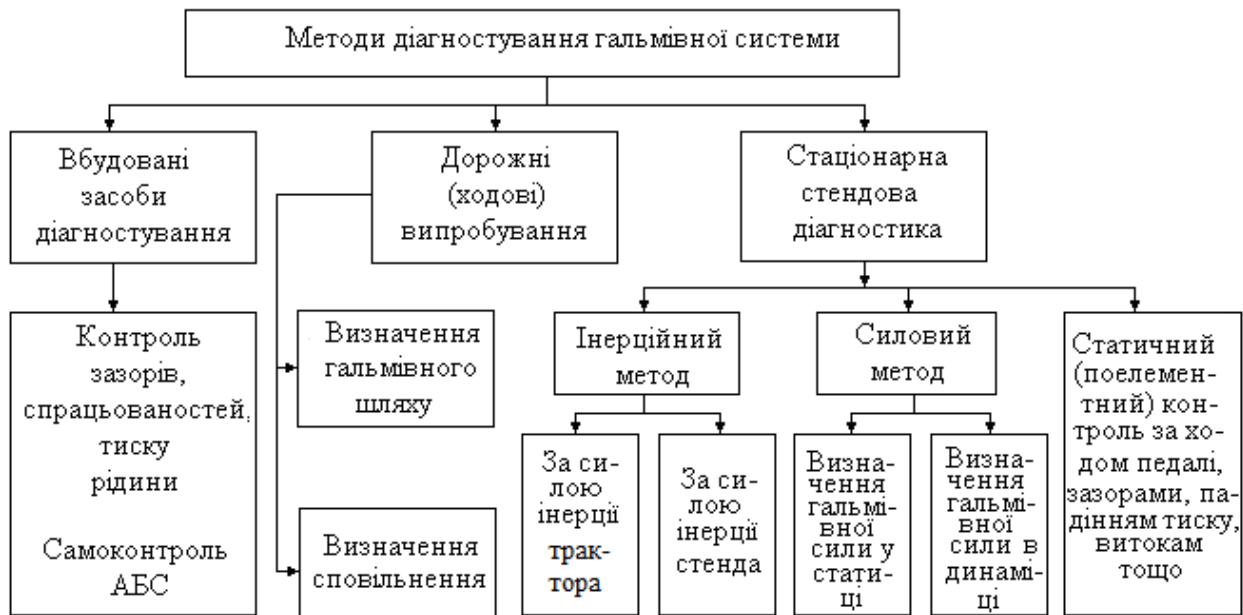 Методи діагностування гальмівної системи
Вбудовані
засоби
діагностування
Дорожні
(ходові)
випробування
Стаціонарна
стендова
діагностика
Контроль
зазорів,
спрацьованостей,
тиску
рідини
Самоконтроль
АБС
Визначення
гальмівного
шляху
Визначення
сповільнення
Інерційний
метод
Силовий
метод
За си-
лою
інерції
трак-
тора
За си-
лою
інерції
стенда
Визна-
чення
гальмі-
вної
сили у
стати-
ці
Визна-
чення
гальмі-
вної
сили в
динамі-
ці
Статичний
(поелемен-
тний) кон-
троль за хо-
дом педалі,
зазорами, па-
дінням тиску,
витокам
тощо